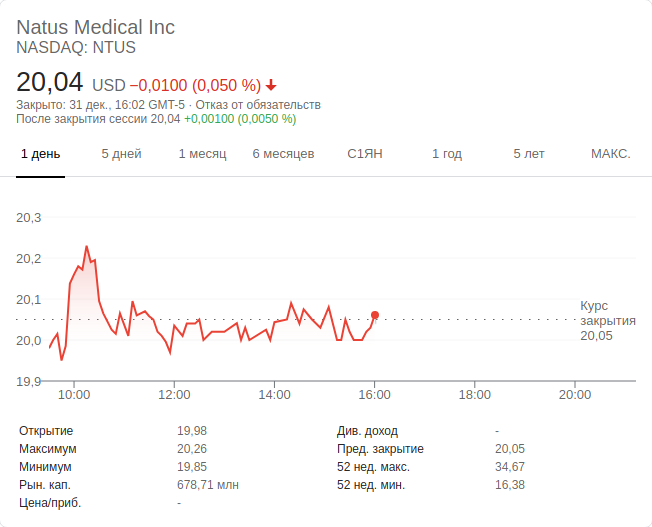 Natus Medical Inc
NASDAQ: NTUS
20,04 USD −0,0100 (0,050 %)
Закрыто: 31 дек., 16:02 GMT-5 · Отказ от обязательств
После закрытия сессии 20,04 +0,00100 (0,0050 %)
1 день 5 дней 1 месяц 6 месяцев С1ЯН 1 год 5 лет МАКС.
20,3
20,2
20,1
20,0
19,9
Курс
закрытия
20,05
10:00 12:00 14:00 16:00 18:00 20:00
Открытие 19,98 Див. доход -
Максимум 20,26 Пред. закрытие 20,05
Минимум 19,85 52 нед. макс. 34,67
Рын. кап. 678,71 млн 52 нед. мин. 16,38
Цена/приб. -